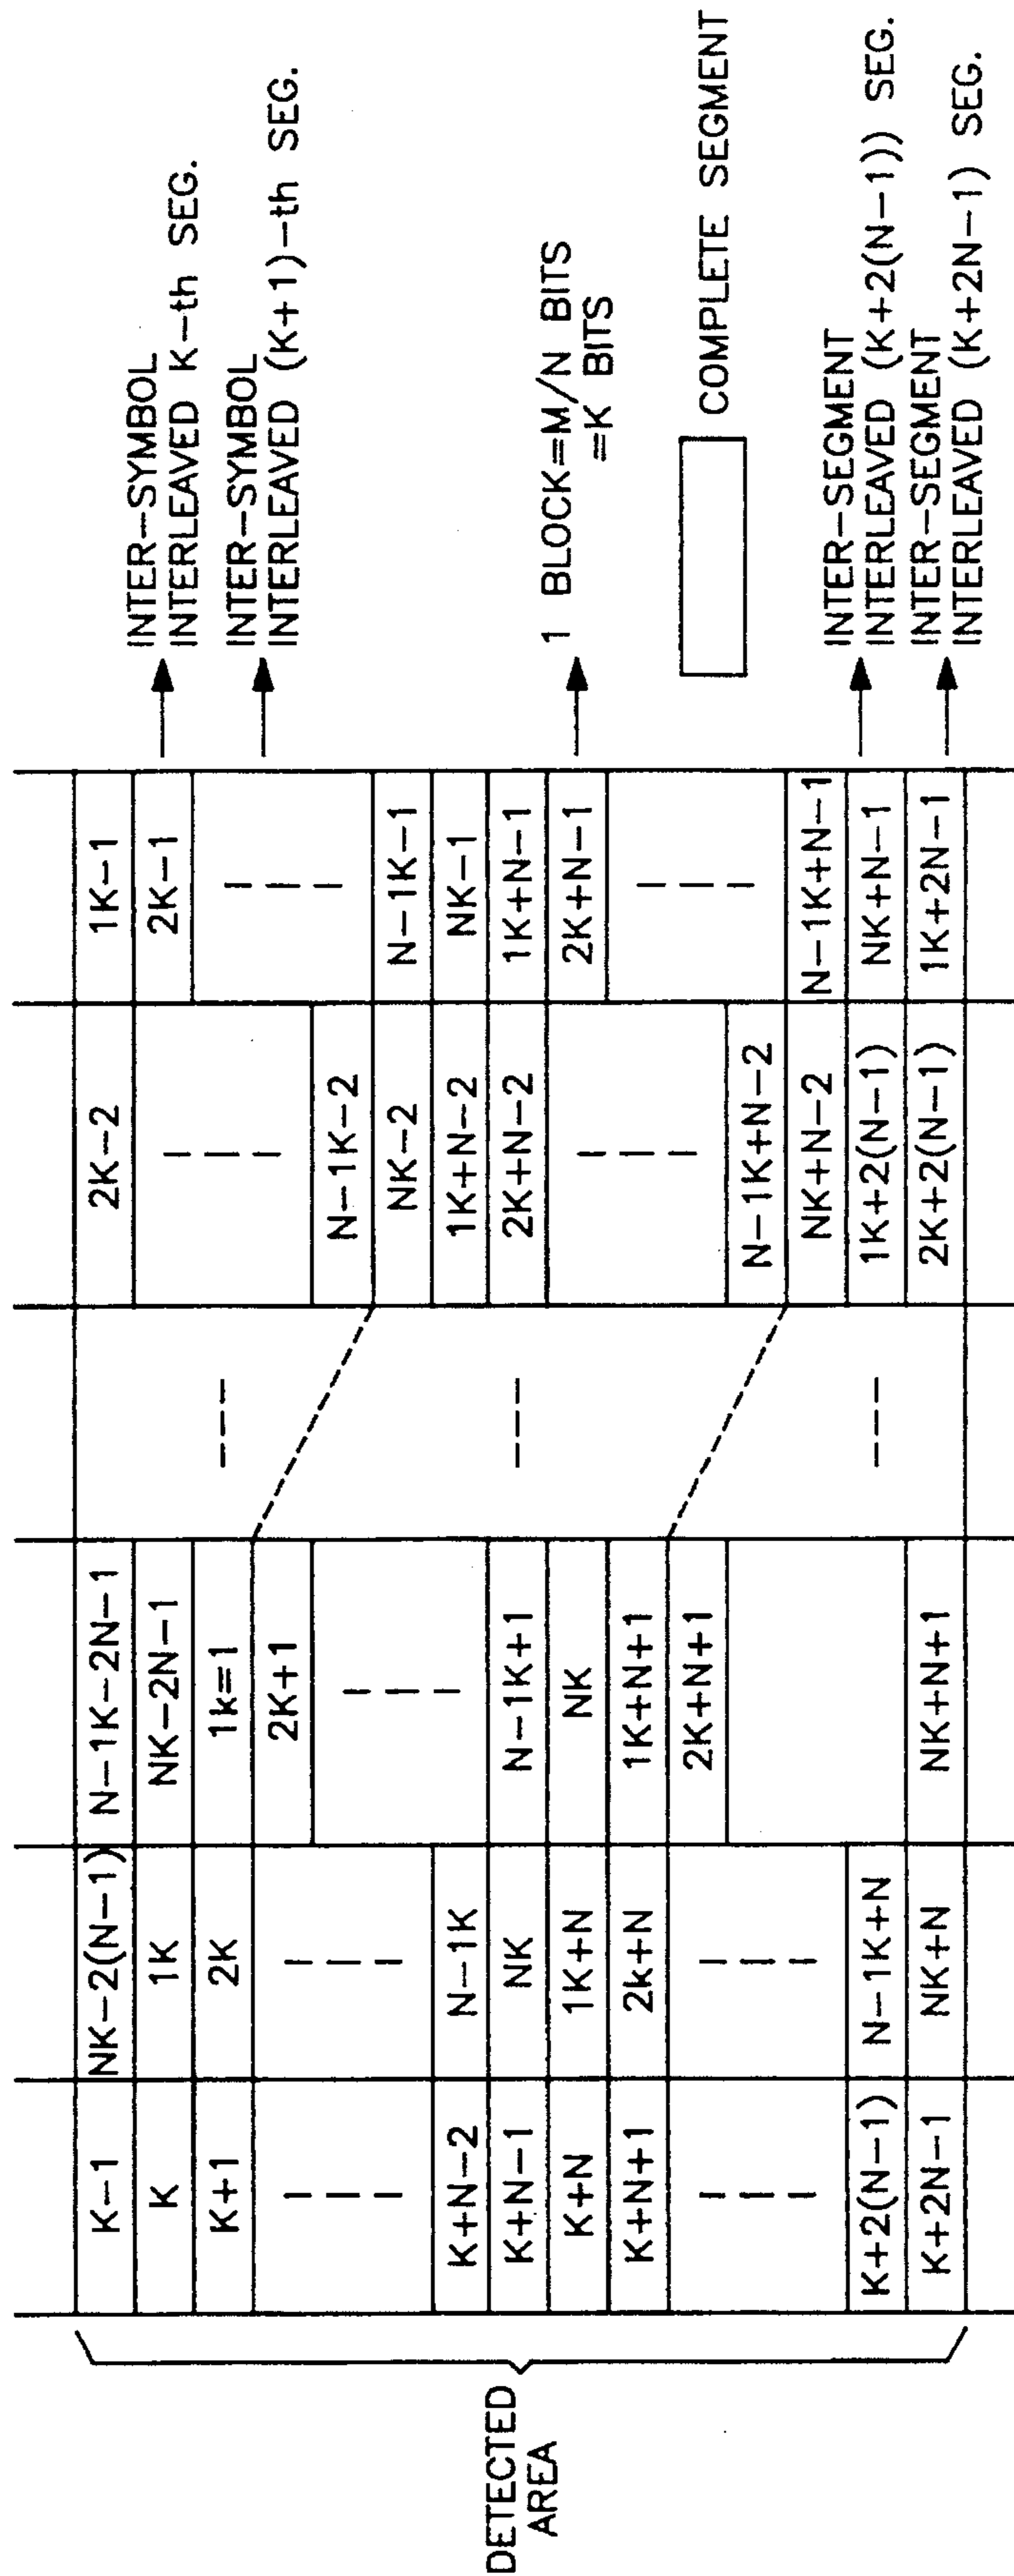 DETECTED
AREA
K-1
K
K+1
K+N-2
K+N-1
K+N
K+N+1
K+2(N-1)
K+2N-1
NK-2(N-1)
1K
2K
N-1K
NK
1K+N
2k+N
N-1K+N
NK+N
N-1K-2N-1
NK-2N-1
1k=1
2K+1
N-1K+1
NK
1K+N+1
2K+N+1
NK+N+1
2K-2
N-1K-2
NK-2
1K+N-2
2K+N-2
N-1K+N-2
NK+N-2
1K+2(N-1)
2K+2(N-1)
1K-1
2K-1
N-1K-1
NK-1
1K+N-1
2K+N-1
N-1K+N-1
NK+N-1
1K+2N-1
INTER-SYMBOL
INTERLEAVED K-th SEG.
INTER-SYMBOL
INTERLEAVED (K+1)-th SEG.
1 BLOCK=M/N BITS
=K BITS
COMPLETE SEGMENT
INTER-SEGMENT
INTERLEAVED (K+2(N-1)) SEG.
INTER-SEGMENT
INTERLEAVED (K+2N-1) SEG.